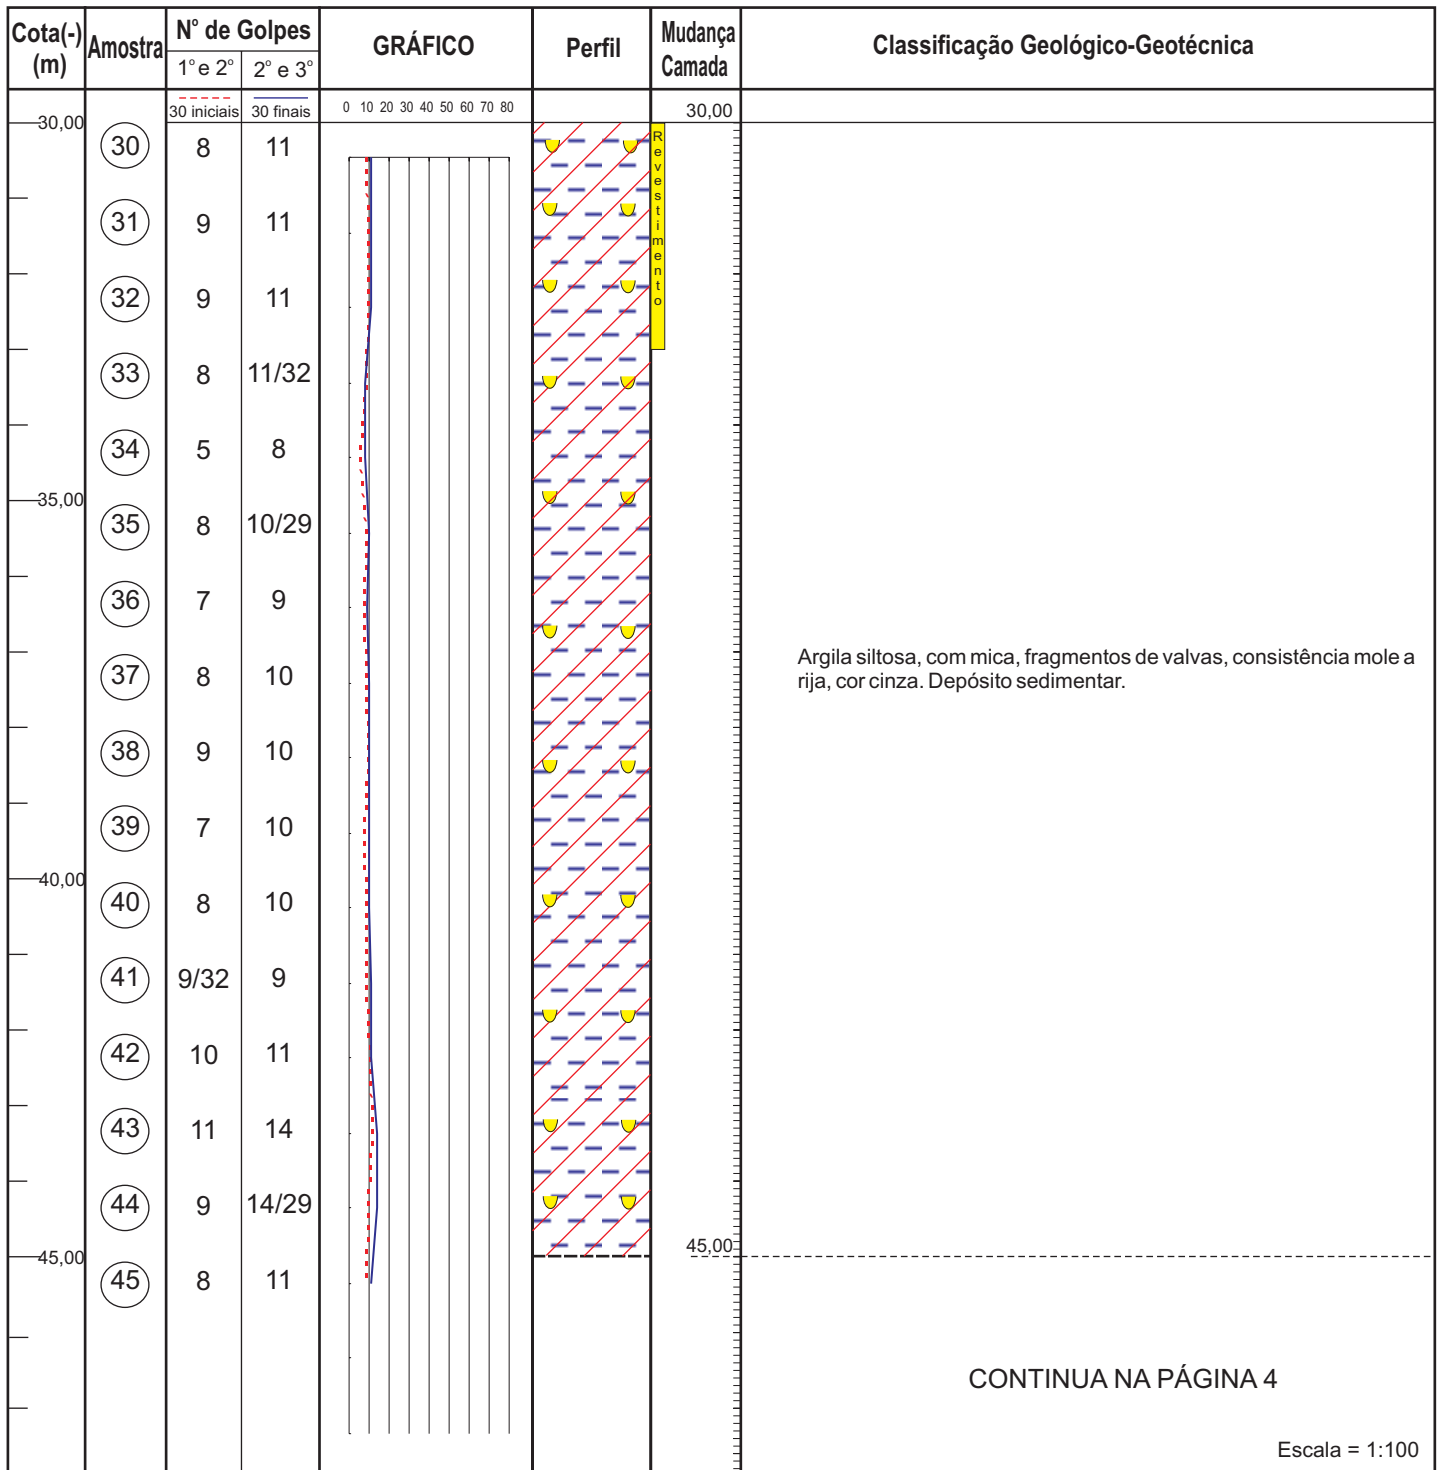 Cota(-) (m) Amostra N° de Golpes GRÁFICO Perfil Mudança Camada Classificação Geológico-Geotécnica
1° e 2° 2° e 3°
30 iniciais 30 finais 0 10 20 30 40 50 60 70 80 30,00
30,00
30 8 11
Revestimento
31 9 11
32 9 11
33 8 11/32
34 5 8
35,00
35 8 10/29
36 7 9
Argila siltosa, com mica, fragmentos de valvas, consistência mole a
rija, cor cinza. Depósito sedimentar.
37 8 10
38 9 10
39 7 10
40,00
40 8 10
41 9/32 9
42 10 11
43 11 14
44 9 14/29
45,00 45,00
45 8 11
CONTINUA NA PÁGINA 4
Escala = 1:100